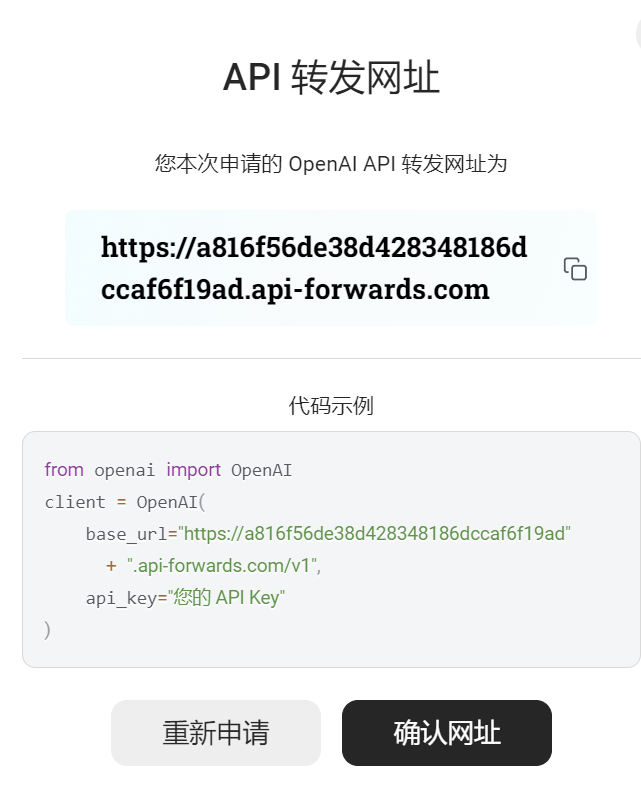 API 转发网址
您本次申请的 OpenAI API 转发网址为
https://a816f56de38d428348186d
ccaf6f19ad.api-forwards.com
代码示例
from openai import OpenAI
client = OpenAI(
    base_url="https://a816f56de38d428348186dccaf6f19ad"
      + ".api-forwards.com/v1",
    api_key="您的 API Key"
)
重新申请
确认网址